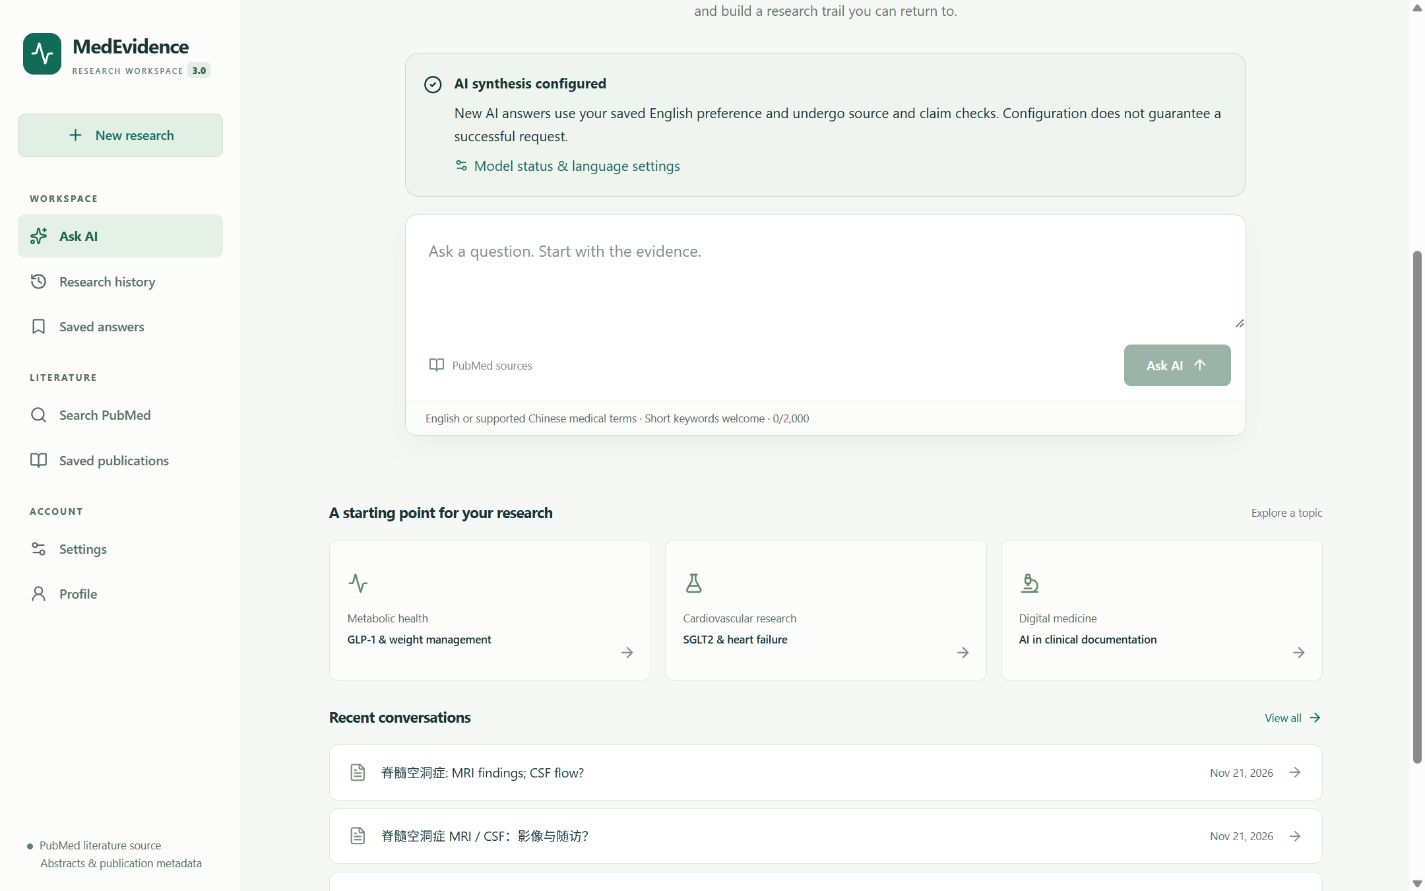 MedEvidence
RESEARCH WORKSPACE 3.0
New research
WORKSPACE
Ask AI
Research history
Saved answers
LITERATURE
Search PubMed
Saved publications
ACCOUNT
Settings
Profile
PubMed literature source
Abstracts & publication metadata
and build a research trail you can return to.
AI synthesis configured
New AI answers use your saved English preference and undergo source and claim checks. Configuration does not guarantee a
successful request.
Model status & language settings
Ask a question. Start with the evidence.
PubMed sources
Ask AI
English or supported Chinese medical terms · Short keywords welcome · 0/2,000
A starting point for your research
Explore a topic
Metabolic health
GLP-1 & weight management
Cardiovascular research
SGLT2 & heart failure
Digital medicine
AI in clinical documentation
Recent conversations
View all
脊髓空洞症: MRI findings; CSF flow?
Nov 21, 2026
脊髓空洞症 MRI / CSF：影像与随访？
Nov 21, 2026